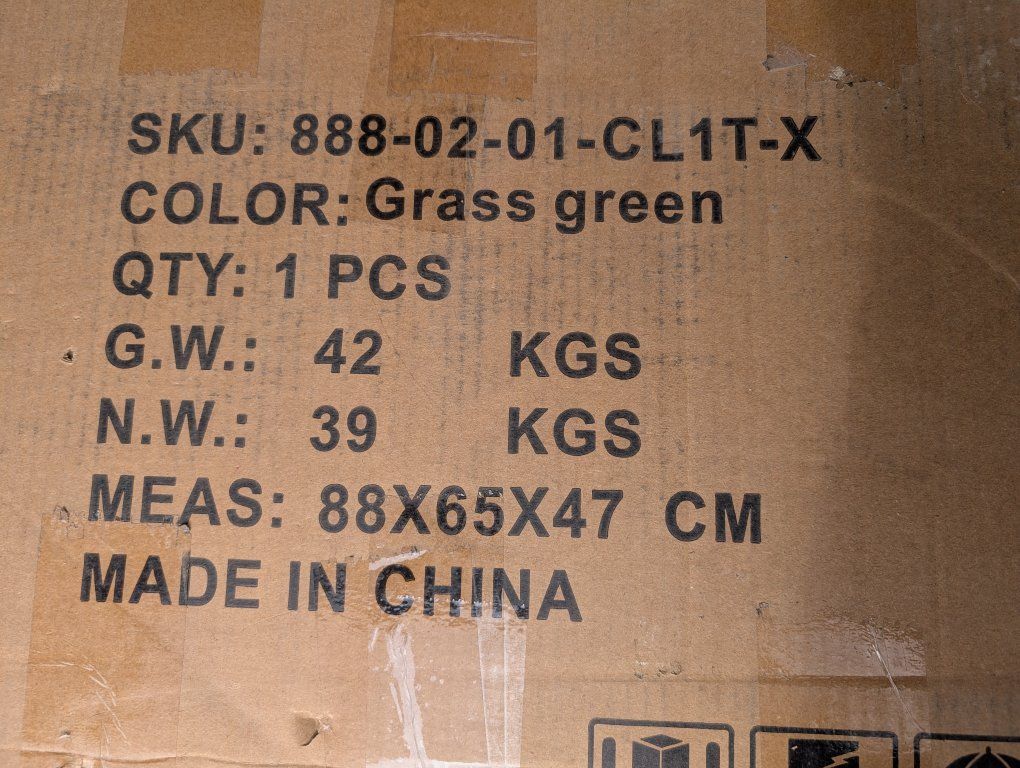 SKU: 888-02-01-CL1T-X
COLOR: Grass green
QTY: 1 PCS
G.W.: 42 KGS
N.W.: 39 KGS
MEAS: 88X65X47 CM
MADE IN CHINA